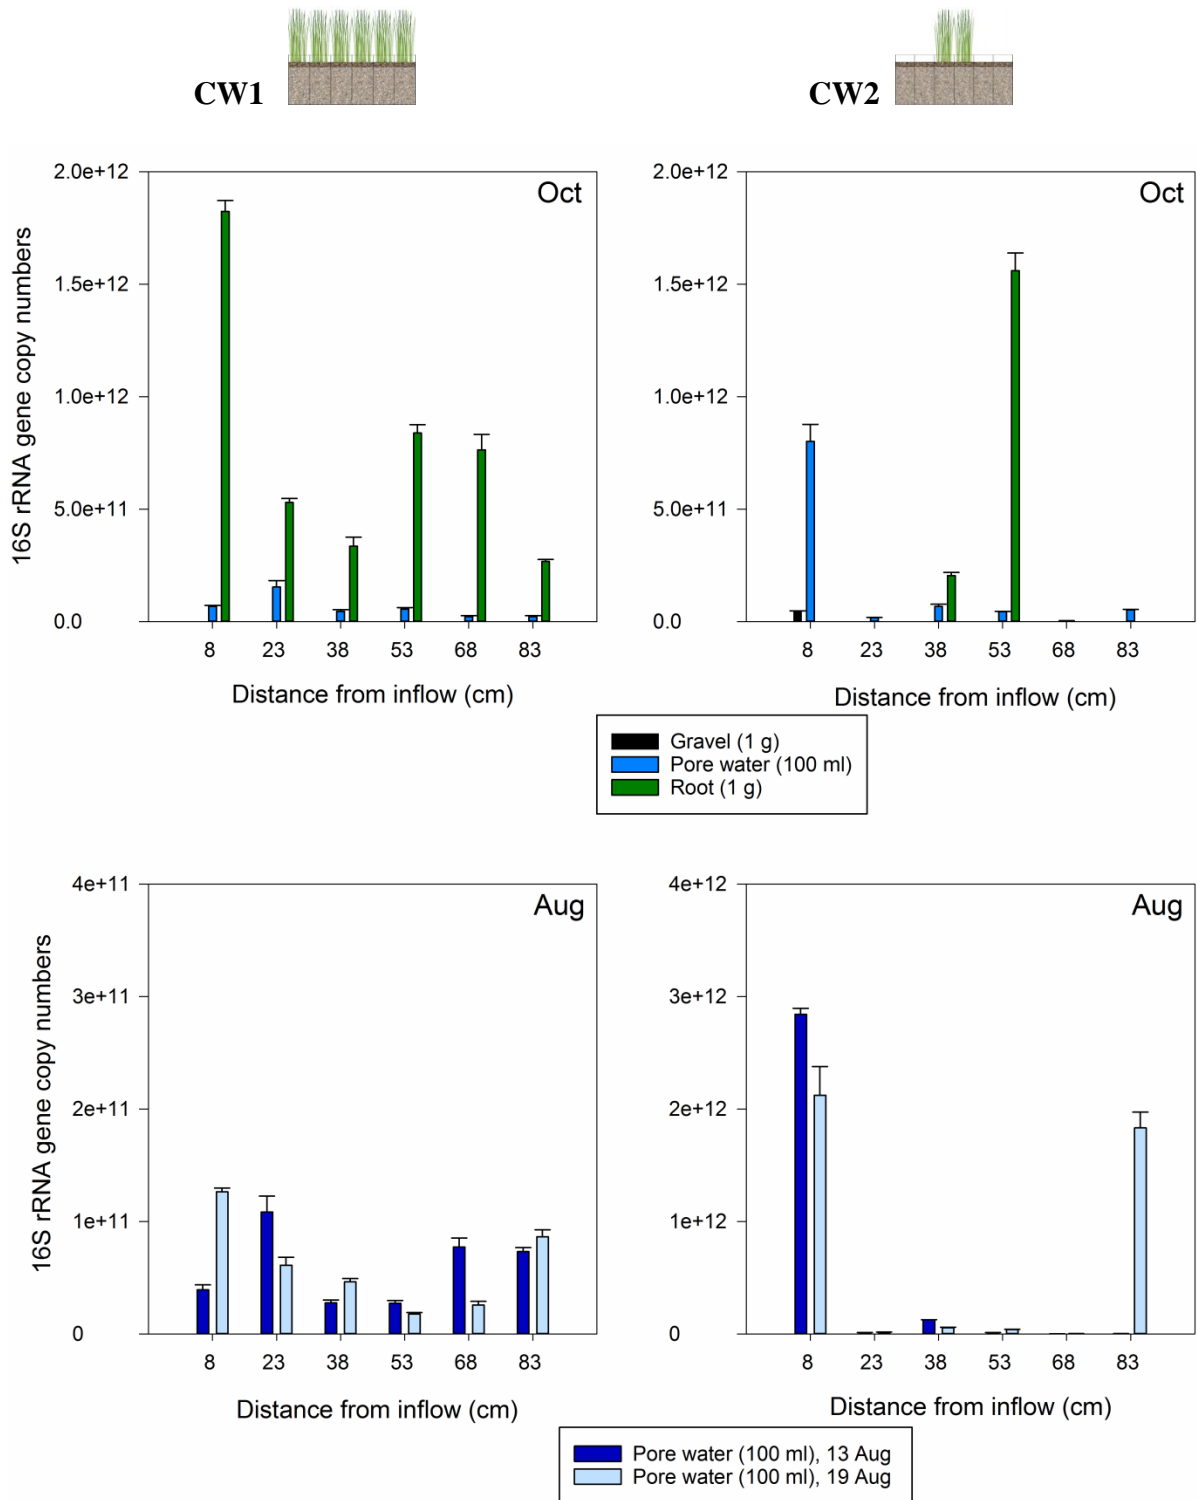 CW1
CW2
2.0e+12
1.5e+12
1.0e+12
5.0e+11
0.0
16S rRNA gene copy numbers
Oct
8 23 38 53 68 83
Distance from inflow (cm)
2.0e+12
1.5e+12
1.0e+12
5.0e+11
0.0
Oct
8 23 38 53 68 83
Distance from inflow (cm)
Gravel (1 g)
Pore water (100 ml)
Root (1 g)
4e+11
3e+11
2e+11
1e+11
0
16S rRNA gene copy numbers
Aug
8 23 38 53 68 83
Distance from inflow (cm)
4e+12
3e+12
2e+12
1e+12
0
Aug
8 23 38 53 68 83
Distance from inflow (cm)
Pore water (100 ml), 13 Aug
Pore water (100 ml), 19 Aug